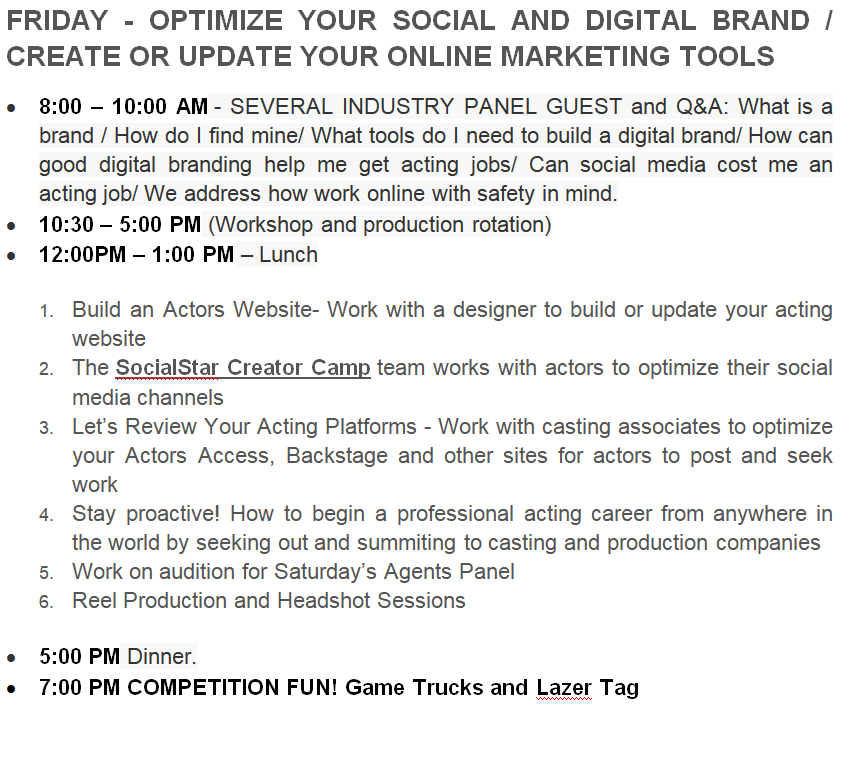 FRIDAY - OPTIMIZE YOUR SOCIAL AND DIGITAL BRAND /
CREATE OR UPDATE YOUR ONLINE MARKETING TOOLS
• 8:00 – 10:00 AM - SEVERAL INDUSTRY PANEL GUEST and Q&A: What is a
brand / How do I find mine/ What tools do I need to build a digital brand/ How can
good digital branding help me get acting jobs/ Can social media cost me an
acting job/ We address how work online with safety in mind.
• 10:30 – 5:00 PM (Workshop and production rotation)
• 12:00PM – 1:00 PM – Lunch
1. Build an Actors Website- Work with a designer to build or update your acting
website
2. The SocialStar Creator Camp team works with actors to optimize their social
media channels
3. Let’s Review Your Acting Platforms - Work with casting associates to optimize
your Actors Access, Backstage and other sites for actors to post and seek
work
4. Stay proactive! How to begin a professional acting career from anywhere in
the world by seeking out and summiting to casting and production companies
5. Work on audition for Saturday’s Agents Panel
6. Reel Production and Headshot Sessions
• 5:00 PM Dinner.
• 7:00 PM COMPETITION FUN! Game Trucks and Lazer Tag